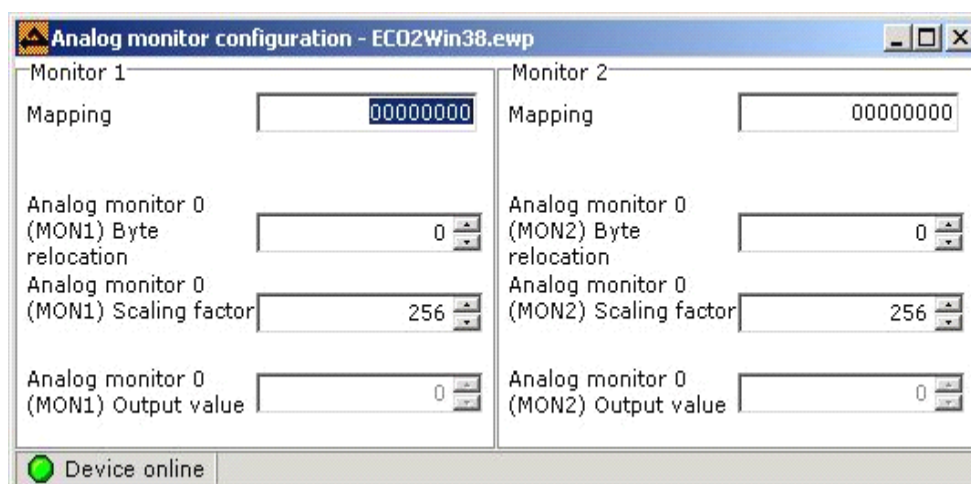 Analog monitor configuration - ECO2Win38.ewp
Monitor 1
Mapping 00000000
Analog monitor 0
(MON1) Byte 0
relocation
Analog monitor 0
(MON1) Scaling factor 256
Analog monitor 0
(MON1) Output value 0
Monitor 2
Mapping 00000000
Analog monitor 0
(MON2) Byte 0
relocation
Analog monitor 0
(MON2) Scaling factor 256
Analog monitor 0
(MON2) Output value 0
Device online